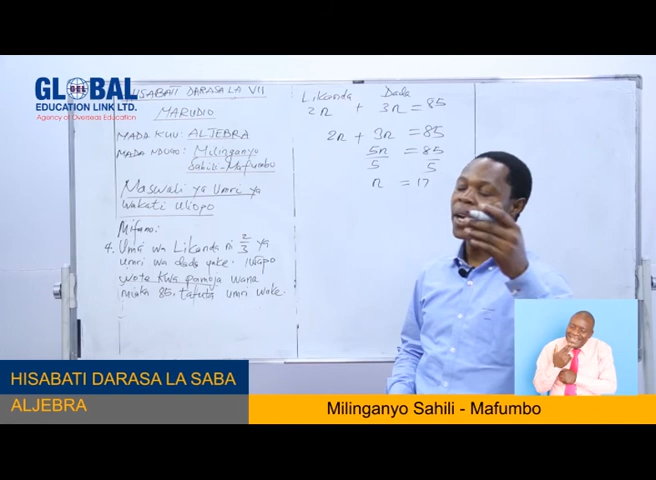 GLOBAL
GEL
EDUCATION LINK LTD.
Agency of Overseas Education
HISABATI DARASA LA VII
MARUDIO
MADA KUU: ALJEBRA
MADA NDOGO: Milinganyo
Sahili - Mafumbo
Maswali ya Umri ya
Wakati Uliopo
Mifano:
4. Umri wa Likanda ni 2/3 ya
umri wa dada yake. Iwapo
wote kwa pamoja wana
miaka 85, tafuta umri wake.
Likanda Dada
2n + 3n = 85
2n + 3n = 85
5n/5 = 85/5
n = 17
HISABATI DARASA LA SABA
ALJEBRA
Milinganyo Sahili - Mafumbo